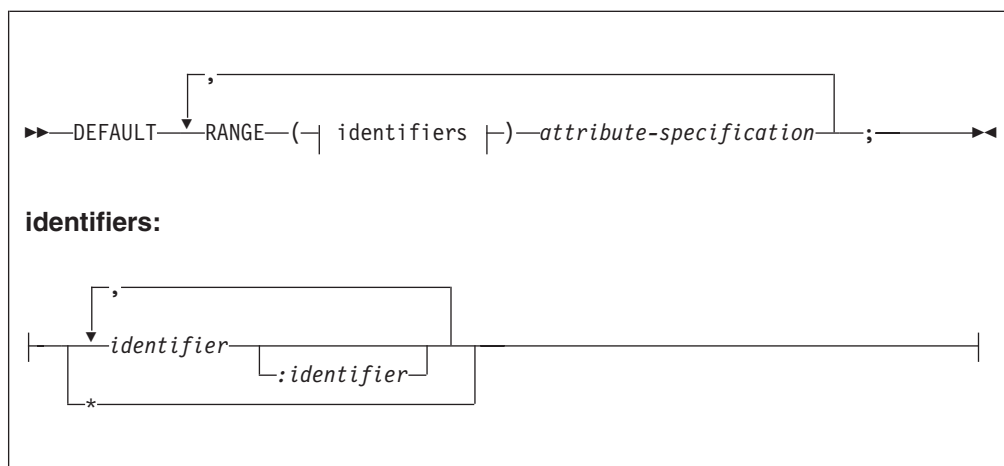 ,
DEFAULT RANGE ( identifiers ) attribute-specification ;
identifiers:
,
identifier
:identifier
*